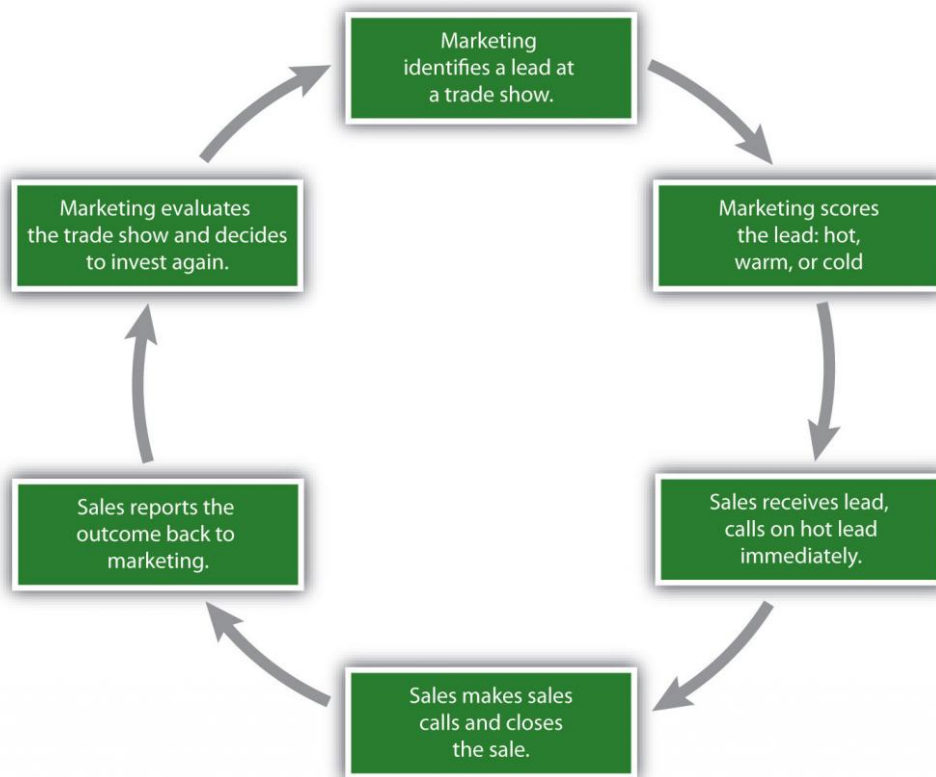 Marketing
identifies a lead at
a trade show.
Marketing scores
the lead: hot,
warm, or cold
Sales receives lead,
calls on hot lead
immediately.
Sales makes sales
calls and closes
the sale.
Sales reports the
outcome back to
marketing.
Marketing evaluates
the trade show and decides
to invest again.